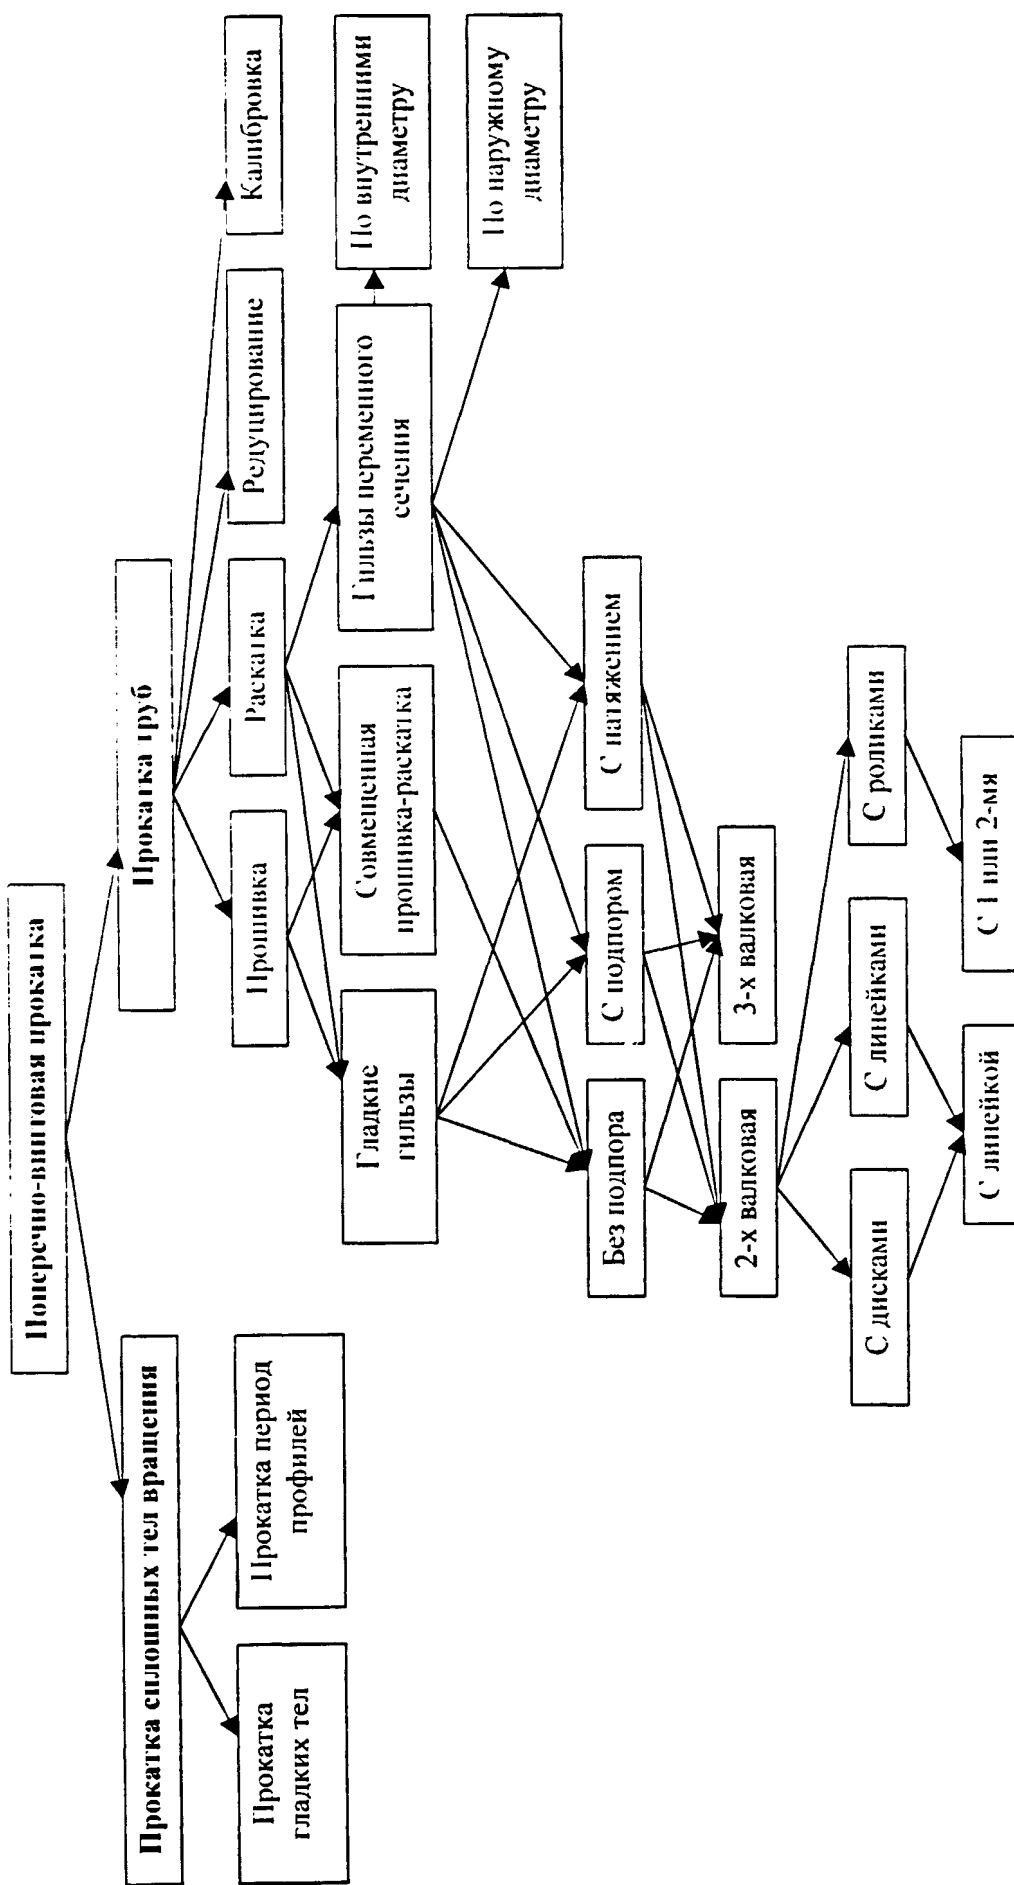 Поперечно-винтовая прокатка
Прокатка сплошных тел вращения
Прокатка труб
Прокатка
гладких тел
Прокатка период
профилей
Прошивка
Раскатка
Редуцирование
Калибровка
Гладкие
гильзы
Совмещенная
прошивка-раскатка
Гильзы переменного
сечения
По внутренними
диаметру
По наружному
диаметру
Без подпора
С подпором
С натяжением
2-х валковая
3-х валковая
С дисками
С линейками
С роликами
С линейкой
С 1 или 2-мя